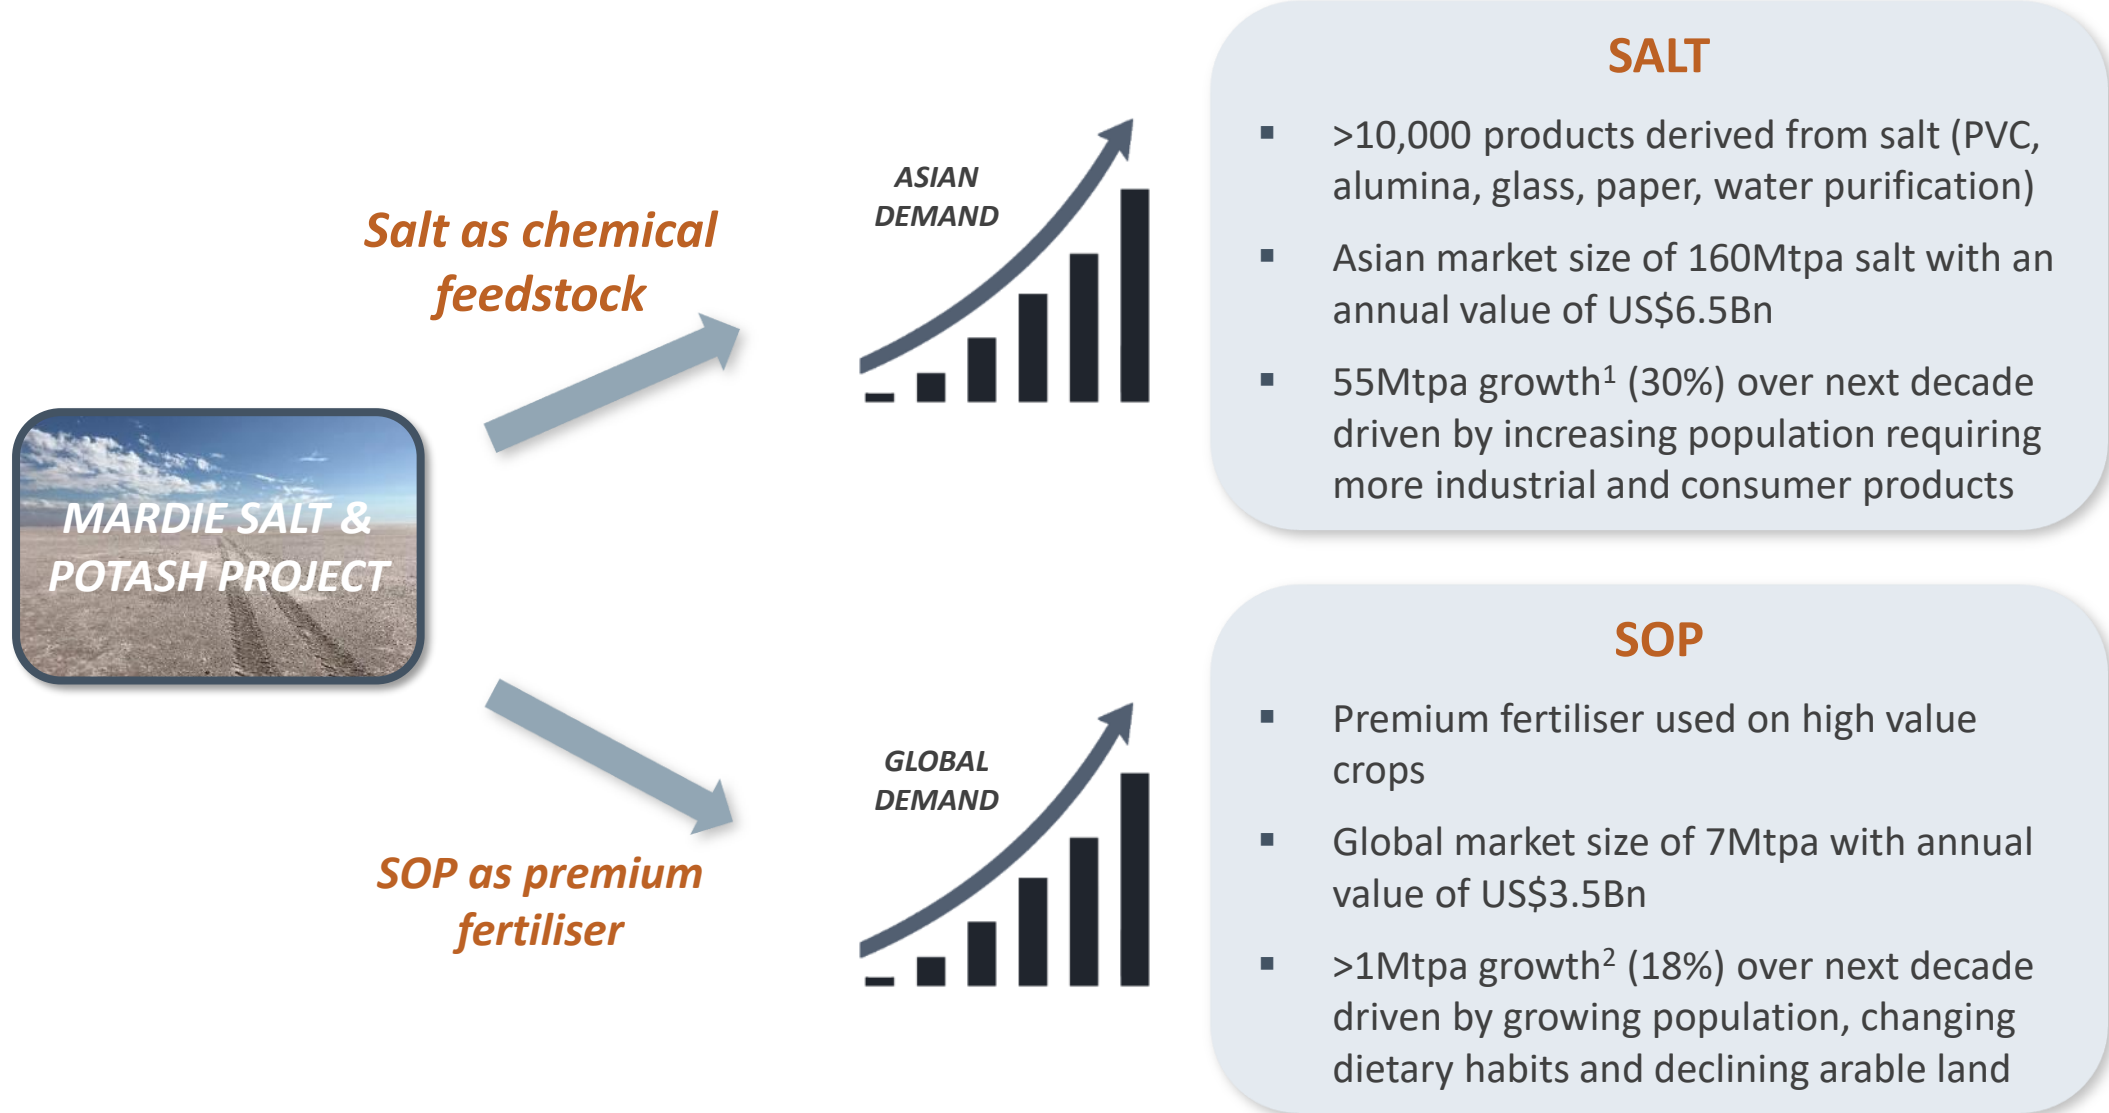 MARDIE SALT &
POTASH PROJECT
Salt as chemical
feedstock
ASIAN
DEMAND
SALT
▪ >10,000 products derived from salt (PVC,
alumina, glass, paper, water purification)
▪ Asian market size of 160Mtpa salt with an
annual value of US$6.5Bn
▪ 55Mtpa growth¹ (30%) over next decade
driven by increasing population requiring
more industrial and consumer products
SOP as premium
fertiliser
GLOBAL
DEMAND
SOP
▪ Premium fertiliser used on high value
crops
▪ Global market size of 7Mtpa with annual
value of US$3.5Bn
▪ >1Mtpa growth² (18%) over next decade
driven by growing population, changing
dietary habits and declining arable land